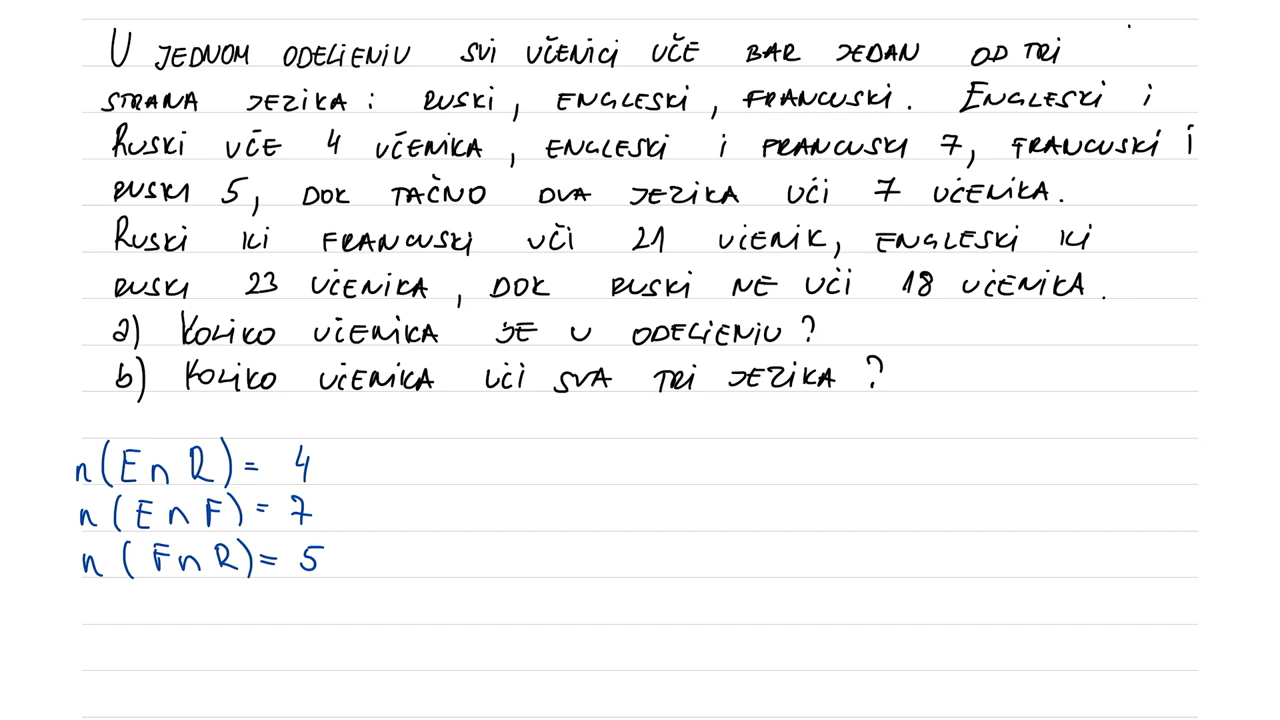 U JEDNOM ODELJENJU SVI UČENICI UČE BAR JEDAN OD TRI
STRANA JEZIKA: RUSKI, ENGLESKI, FRANCUSKI. ENGLESKI I
RUSKI UČE 4 UČENIKA, ENGLESKI I FRANCUSKI 7, FRANCUSKI I
RUSKI 5, DOK TAČNO DVA JEZIKA UČI 7 UČENIKA.
RUSKI ILI FRANCUSKI UČI 21 UČENIK, ENGLESKI ILI
RUSKI 23 UČENIKA, DOK RUSKI NE UČI 18 UČENIKA.
a) KOLIKO UČENIKA JE U ODELJENJU?
b) KOLIKO UČENIKA UČI SVA TRI JEZIKA?
n(E∩R)= 4
n(E∩F)= 7
n(F∩R)= 5